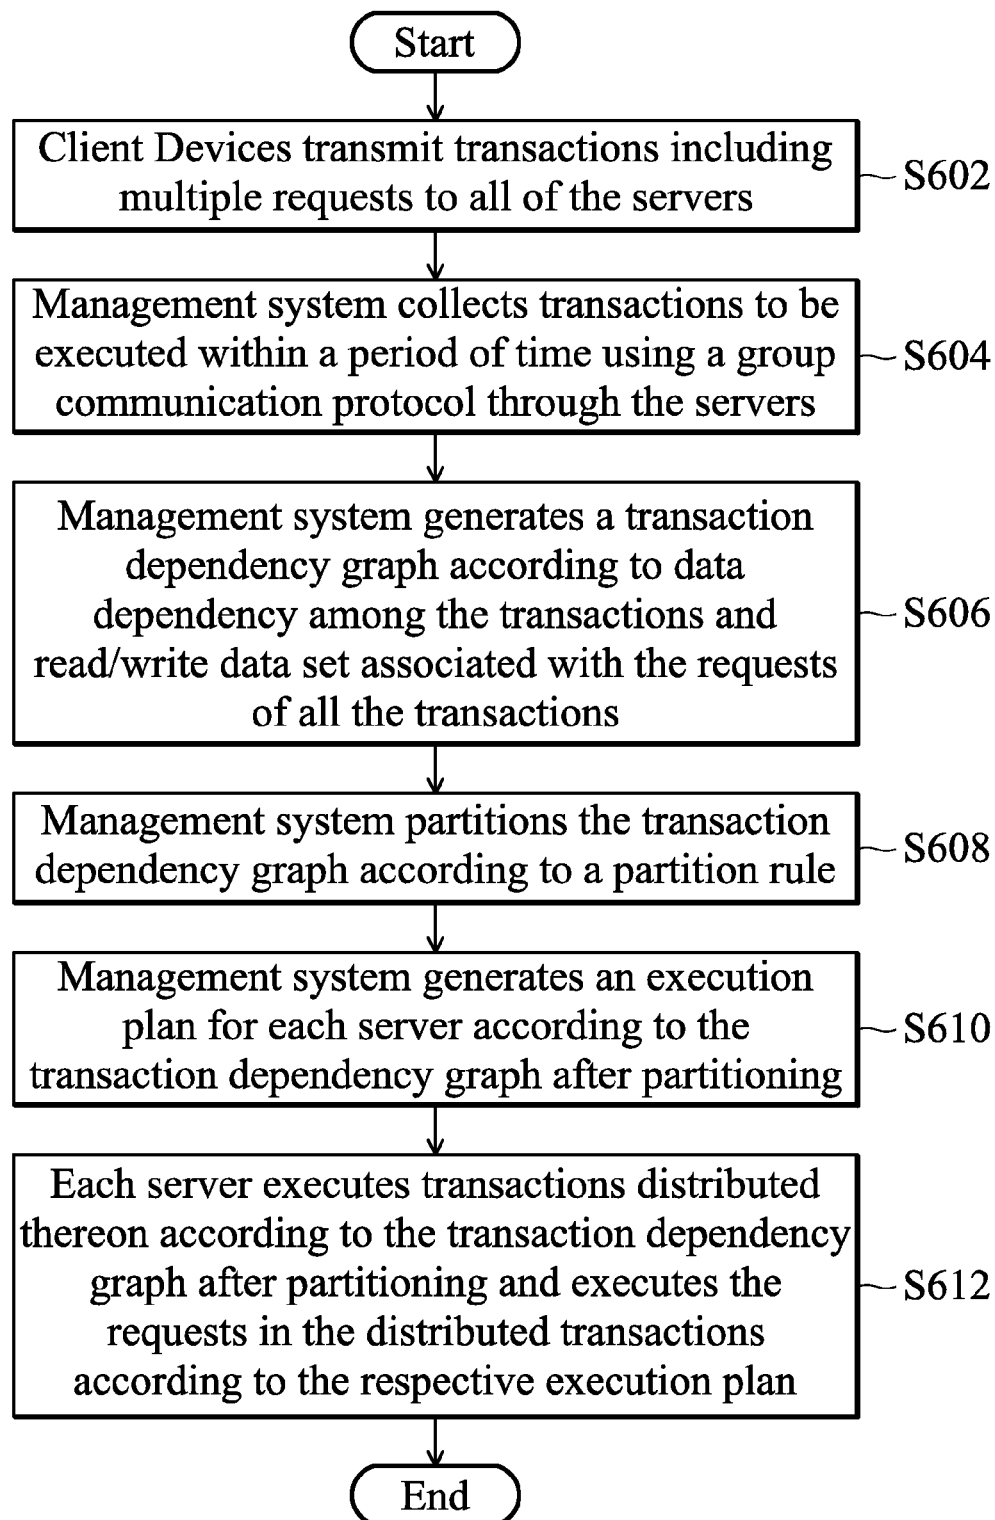 Start
Client Devices transmit transactions including
multiple requests to all of the servers
S602
Management system collects transactions to be
executed within a period of time using a group
communication protocol through the servers
S604
Management system generates a transaction
dependency graph according to data
dependency among the transactions and
read/write data set associated with the requests
of all the transactions
S606
Management system partitions the transaction
dependency graph according to a partition rule
S608
Management system generates an execution
plan for each server according to the
transaction dependency graph after partitioning
S610
Each server executes transactions distributed
thereon according to the transaction dependency
graph after partitioning and executes the
requests in the distributed transactions
according to the respective execution plan
S612
End